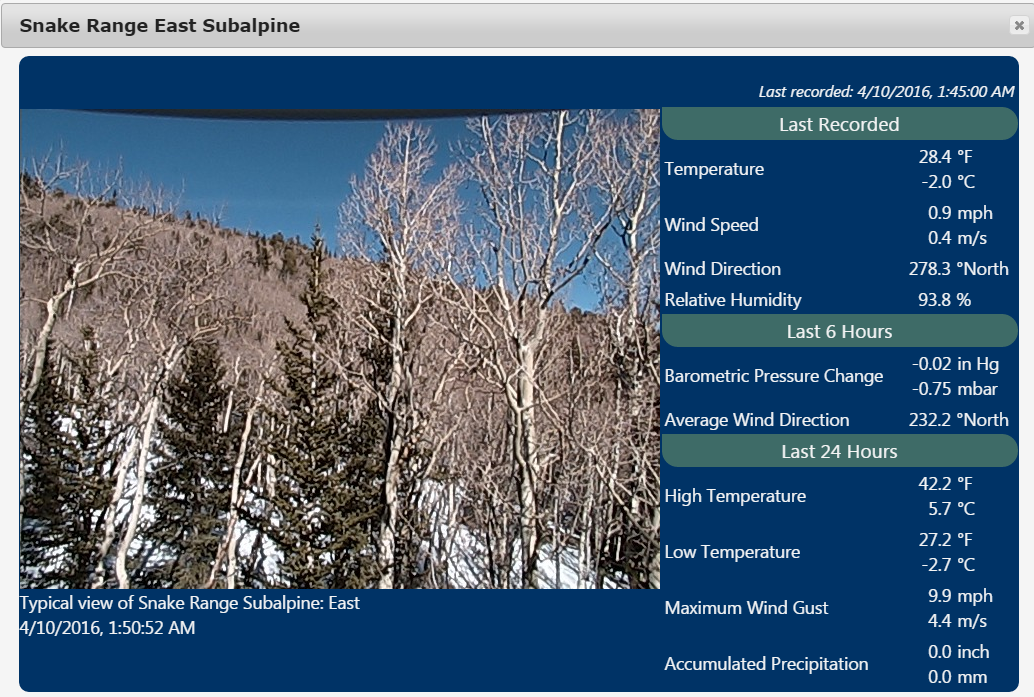 Snake Range East Subalpine
Last recorded: 4/10/2016, 1:45:00 AM
Last Recorded
Temperature 28.4 °F
-2.0 °C
Wind Speed 0.9 mph
0.4 m/s
Wind Direction 278.3 °North
Relative Humidity 93.8 %
Last 6 Hours
Barometric Pressure Change -0.02 in Hg
-0.75 mbar
Average Wind Direction 232.2 °North
Last 24 Hours
High Temperature 42.2 °F
5.7 °C
Low Temperature 27.2 °F
-2.7 °C
Maximum Wind Gust 9.9 mph
4.4 m/s
Accumulated Precipitation 0.0 inch
0.0 mm
Typical view of Snake Range Subalpine: East
4/10/2016, 1:50:52 AM